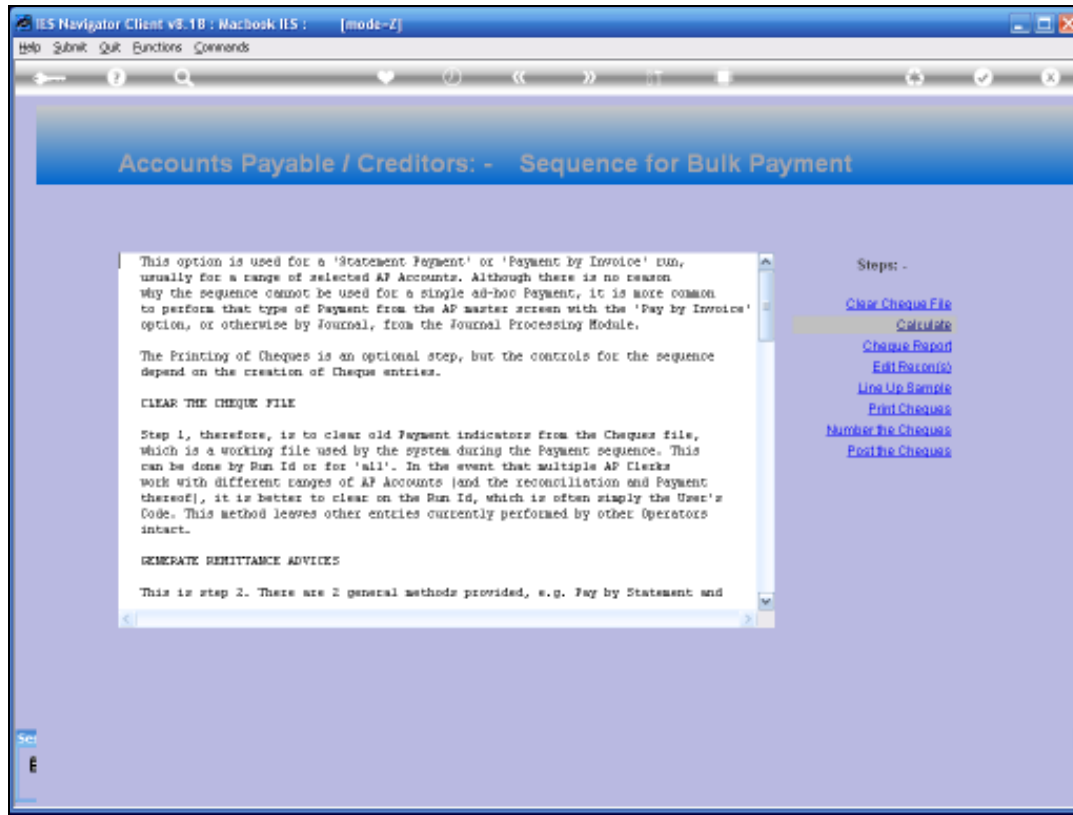 IES Navigator Client v8.1B : Macbook IES : [mode-Z]
Help Submit Quit Functions Commands
Accounts Payable / Creditors: - Sequence for Bulk Payment
This option is used for a 'Statement Payment' or 'Payment by Invoice' run,
usually for a range of selected AP Accounts. Although there is no reason
why the sequence cannot be used for a single ad-hoc Payment, it is more common
to perform that type of Payment from the AP master screen with the 'Pay by Invoice'
option, or otherwise by Journal, from the Journal Processing Module.
The Printing of Cheques is an optional step, but the controls for the sequence
depend on the creation of Cheque entries.
CLEAR THE CHEQUE FILE
Step 1, therefore, is to clear old Payment indicators from the Cheques file,
which is a working file used by the system during the Payment sequence. This
can be done by Run Id or for 'all'. In the event that multiple AP Clerks
work with different ranges of AP Accounts (and the reconciliation and Payment
thereof), it is better to clear on the Run Id, which is often simply the User's
Code. This method leaves other entries currently performed by other Operators
intact.
GENERATE REMITTANCE ADVICES
This is step 2. There are 2 general methods provided, e.g. Pay by Statement and
Steps: -
Clear Cheque File
Calculate
Cheque Report
Edit Recon(s)
Line Up Sample
Print Cheques
Number the Cheques
Post the Cheques
Ser